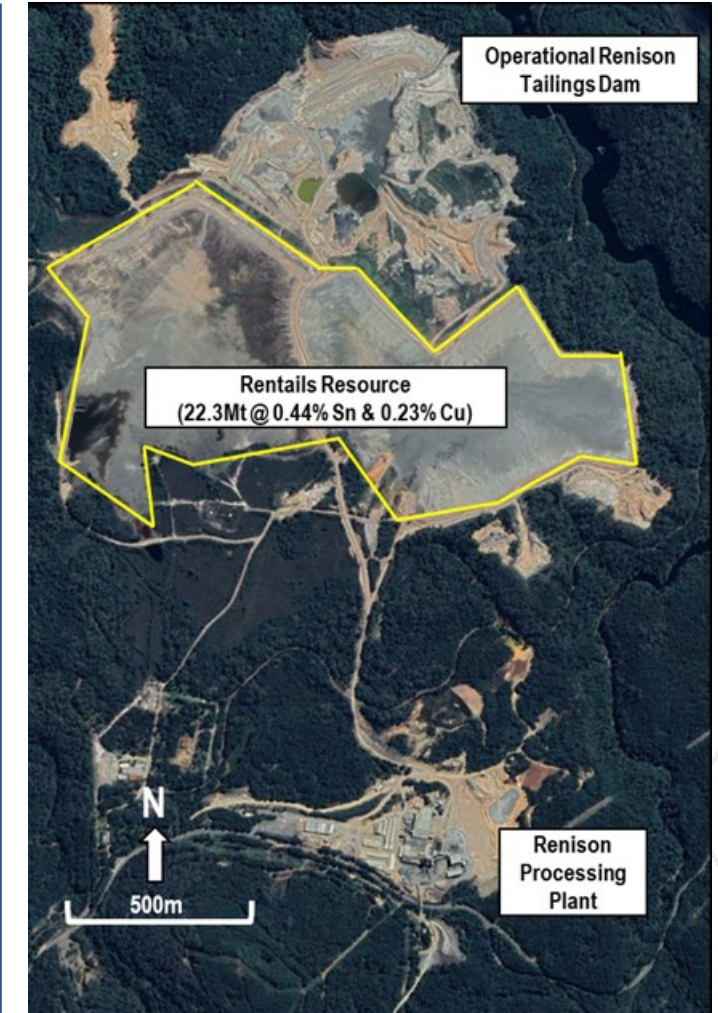 Operational Renison
Tailings Dam
Rentails Resource
(22.3Mt @ 0.44% Sn & 0.23% Cu)
N
500m
Renison
Processing
Plant